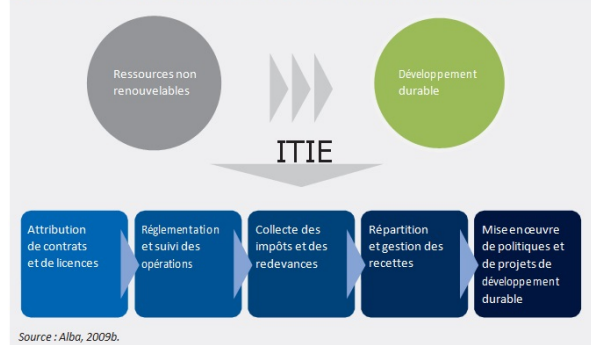 Ressources non
renouvelables
Développement
durable
ITIE
Attribution
de contrats
et de licences
Réglementation
et suivi des
opérations
Collecte des
impôts et des
redevances
Répartition
et gestion des
recettes
Mise en œuvre
de politiques et
de projets de
développement
durable
Source : Alba, 2009b.